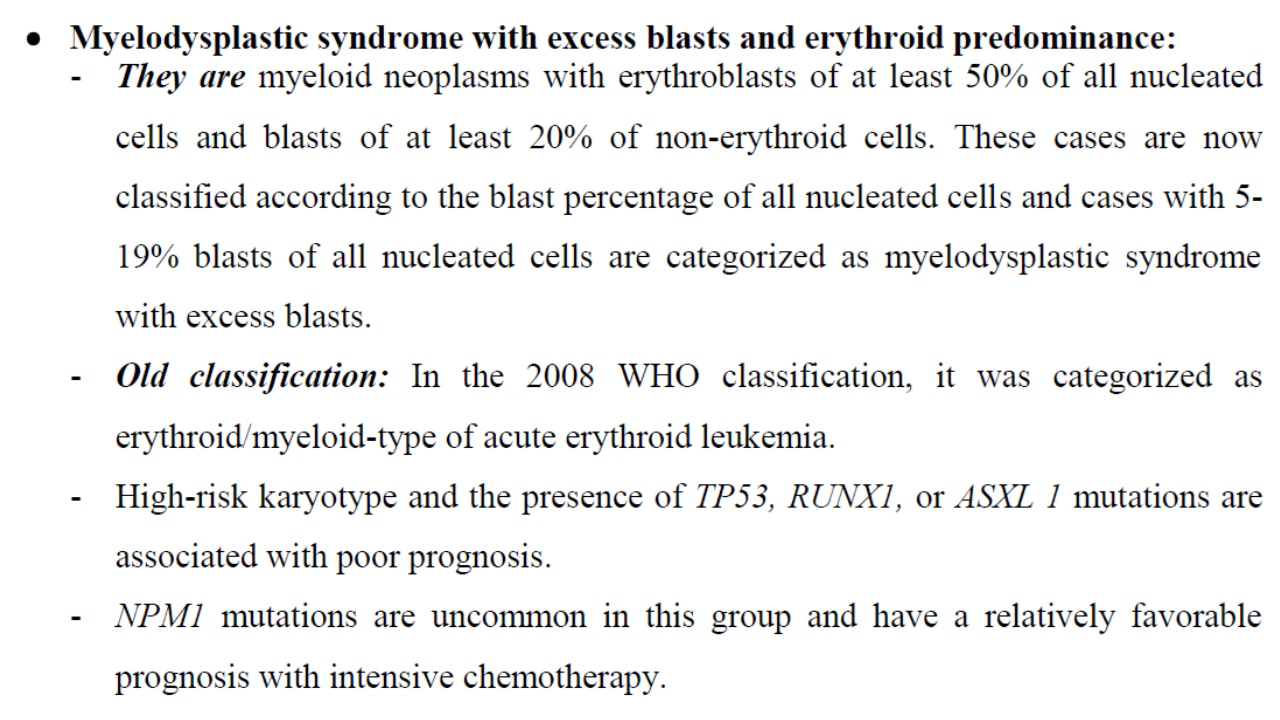 • Myelodysplastic syndrome with excess blasts and erythroid predominance:
- They are myeloid neoplasms with erythroblasts of at least 50% of all nucleated
cells and blasts of at least 20% of non-erythroid cells. These cases are now
classified according to the blast percentage of all nucleated cells and cases with 5-
19% blasts of all nucleated cells are categorized as myelodysplastic syndrome
with excess blasts.
- Old classification: In the 2008 WHO classification, it was categorized as
erythroid/myeloid-type of acute erythroid leukemia.
- High-risk karyotype and the presence of TP53, RUNX1, or ASXL 1 mutations are
associated with poor prognosis.
- NPM1 mutations are uncommon in this group and have a relatively favorable
prognosis with intensive chemotherapy.